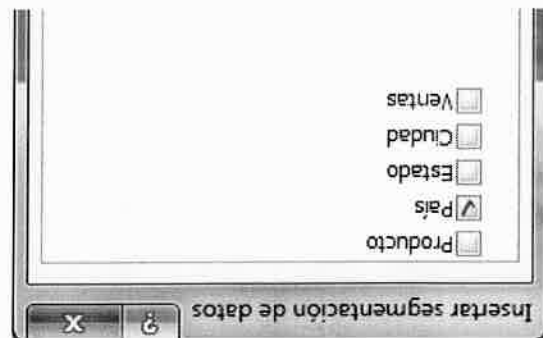 Insertar segmentación de datos ? X
Producto
País
Estado
Ciudad
Ventas